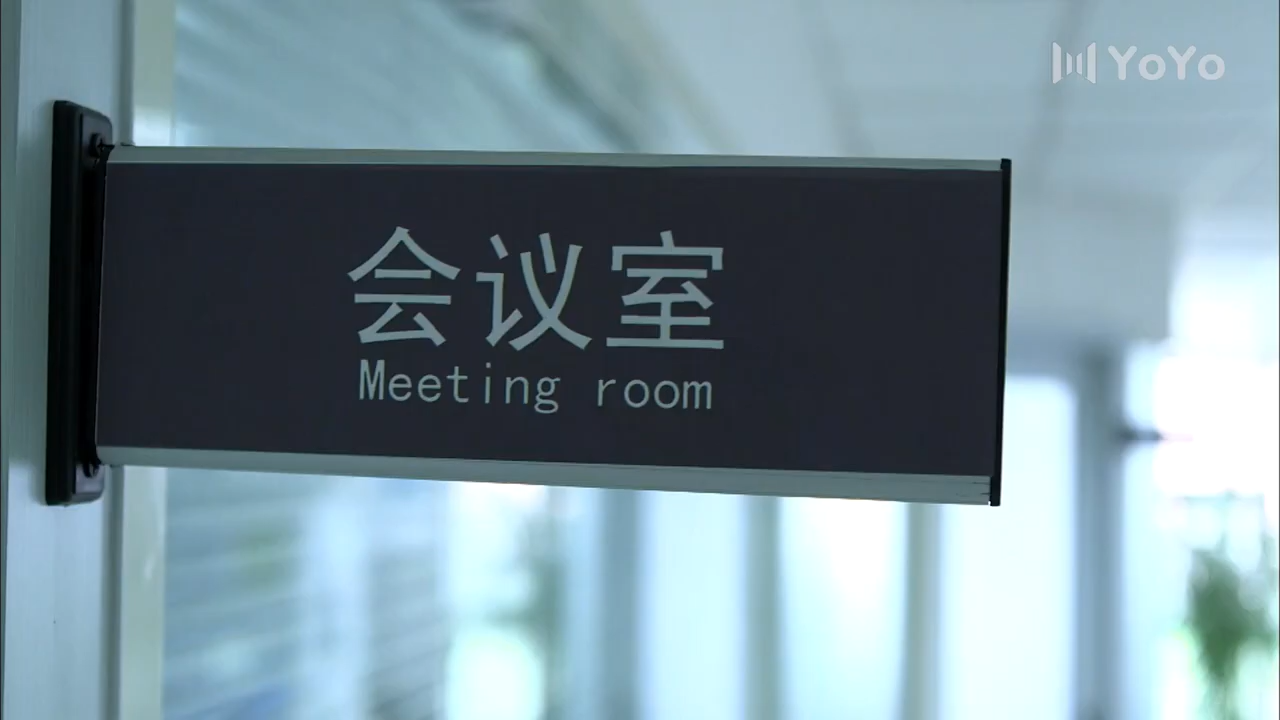 YoYo
会议室
Meeting room